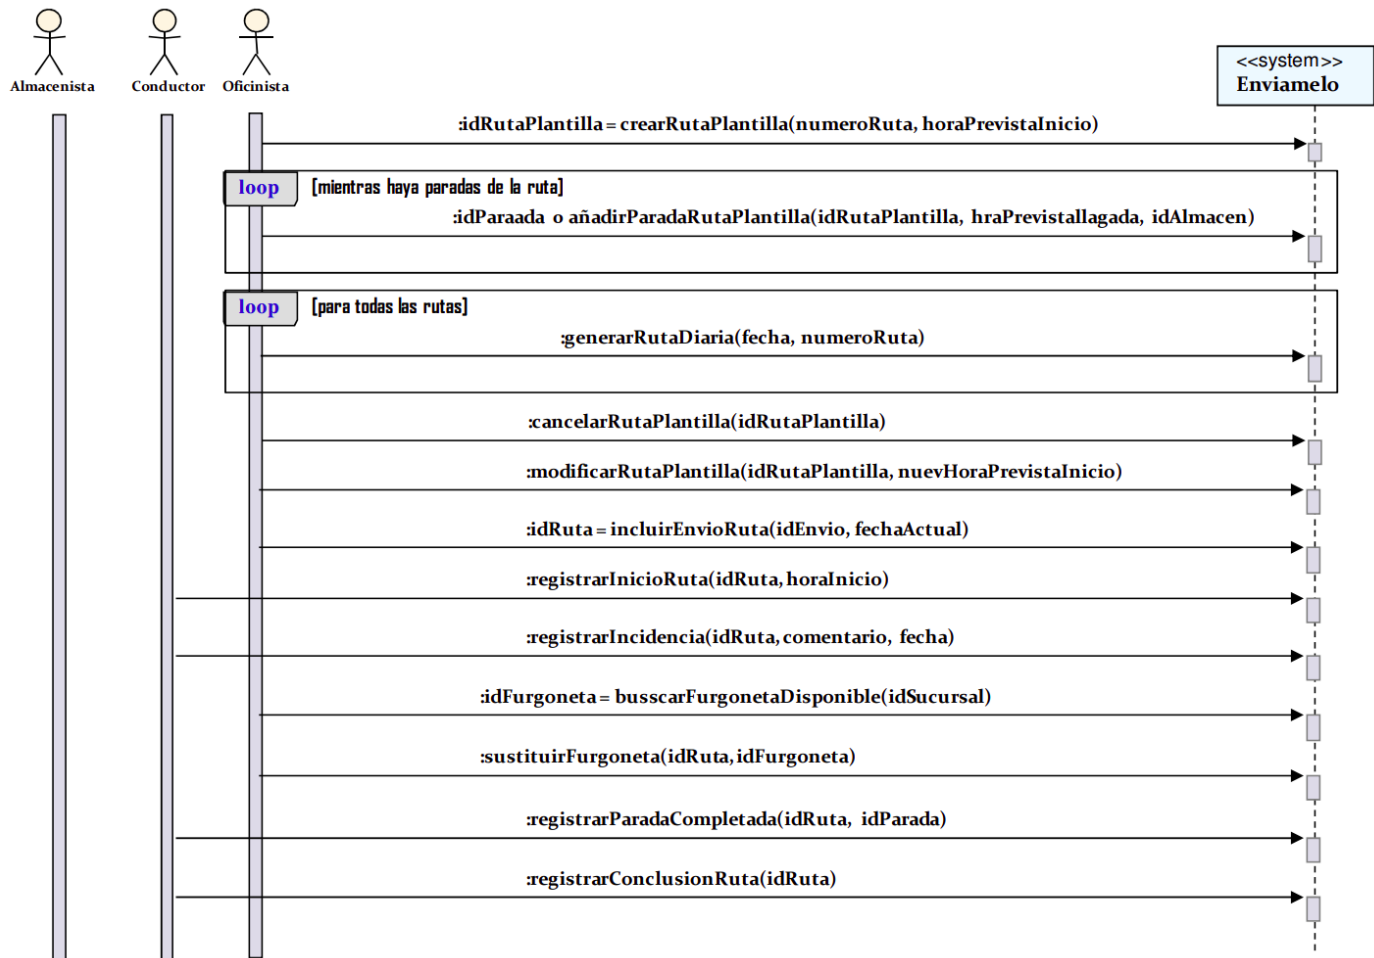 Almacenista
Conductor
Oficinista
<<system>>
Enviamelo
:idRutaPlantilla = crearRutaPlantilla(numeroRuta, horaPrevistaInicio)
loop
[mientras haya paradas de la ruta]
:idParaada o añadirParadaRutaPlantilla(idRutaPlantilla, hraPrevistallagada, idAlmacen)
loop
[para todas las rutas]
:generarRutaDiaria(fecha, numeroRuta)
:cancelarRutaPlantilla(idRutaPlantilla)
:modificarRutaPlantilla(idRutaPlantilla, nuevHoraPrevistaInicio)
:idRuta = incluirEnvioRuta(idEnvio, fechaActual)
:registrarInicioRuta(idRuta, horaInicio)
:registrarIncidencia(idRuta, comentario, fecha)
:idFurgoneta = busscarFurgonetaDisponible(idSucursal)
:sustituirFurgoneta(idRuta, idFurgoneta)
:registrarParadaCompletada(idRuta, idParada)
:registrarConclusionRuta(idRuta)